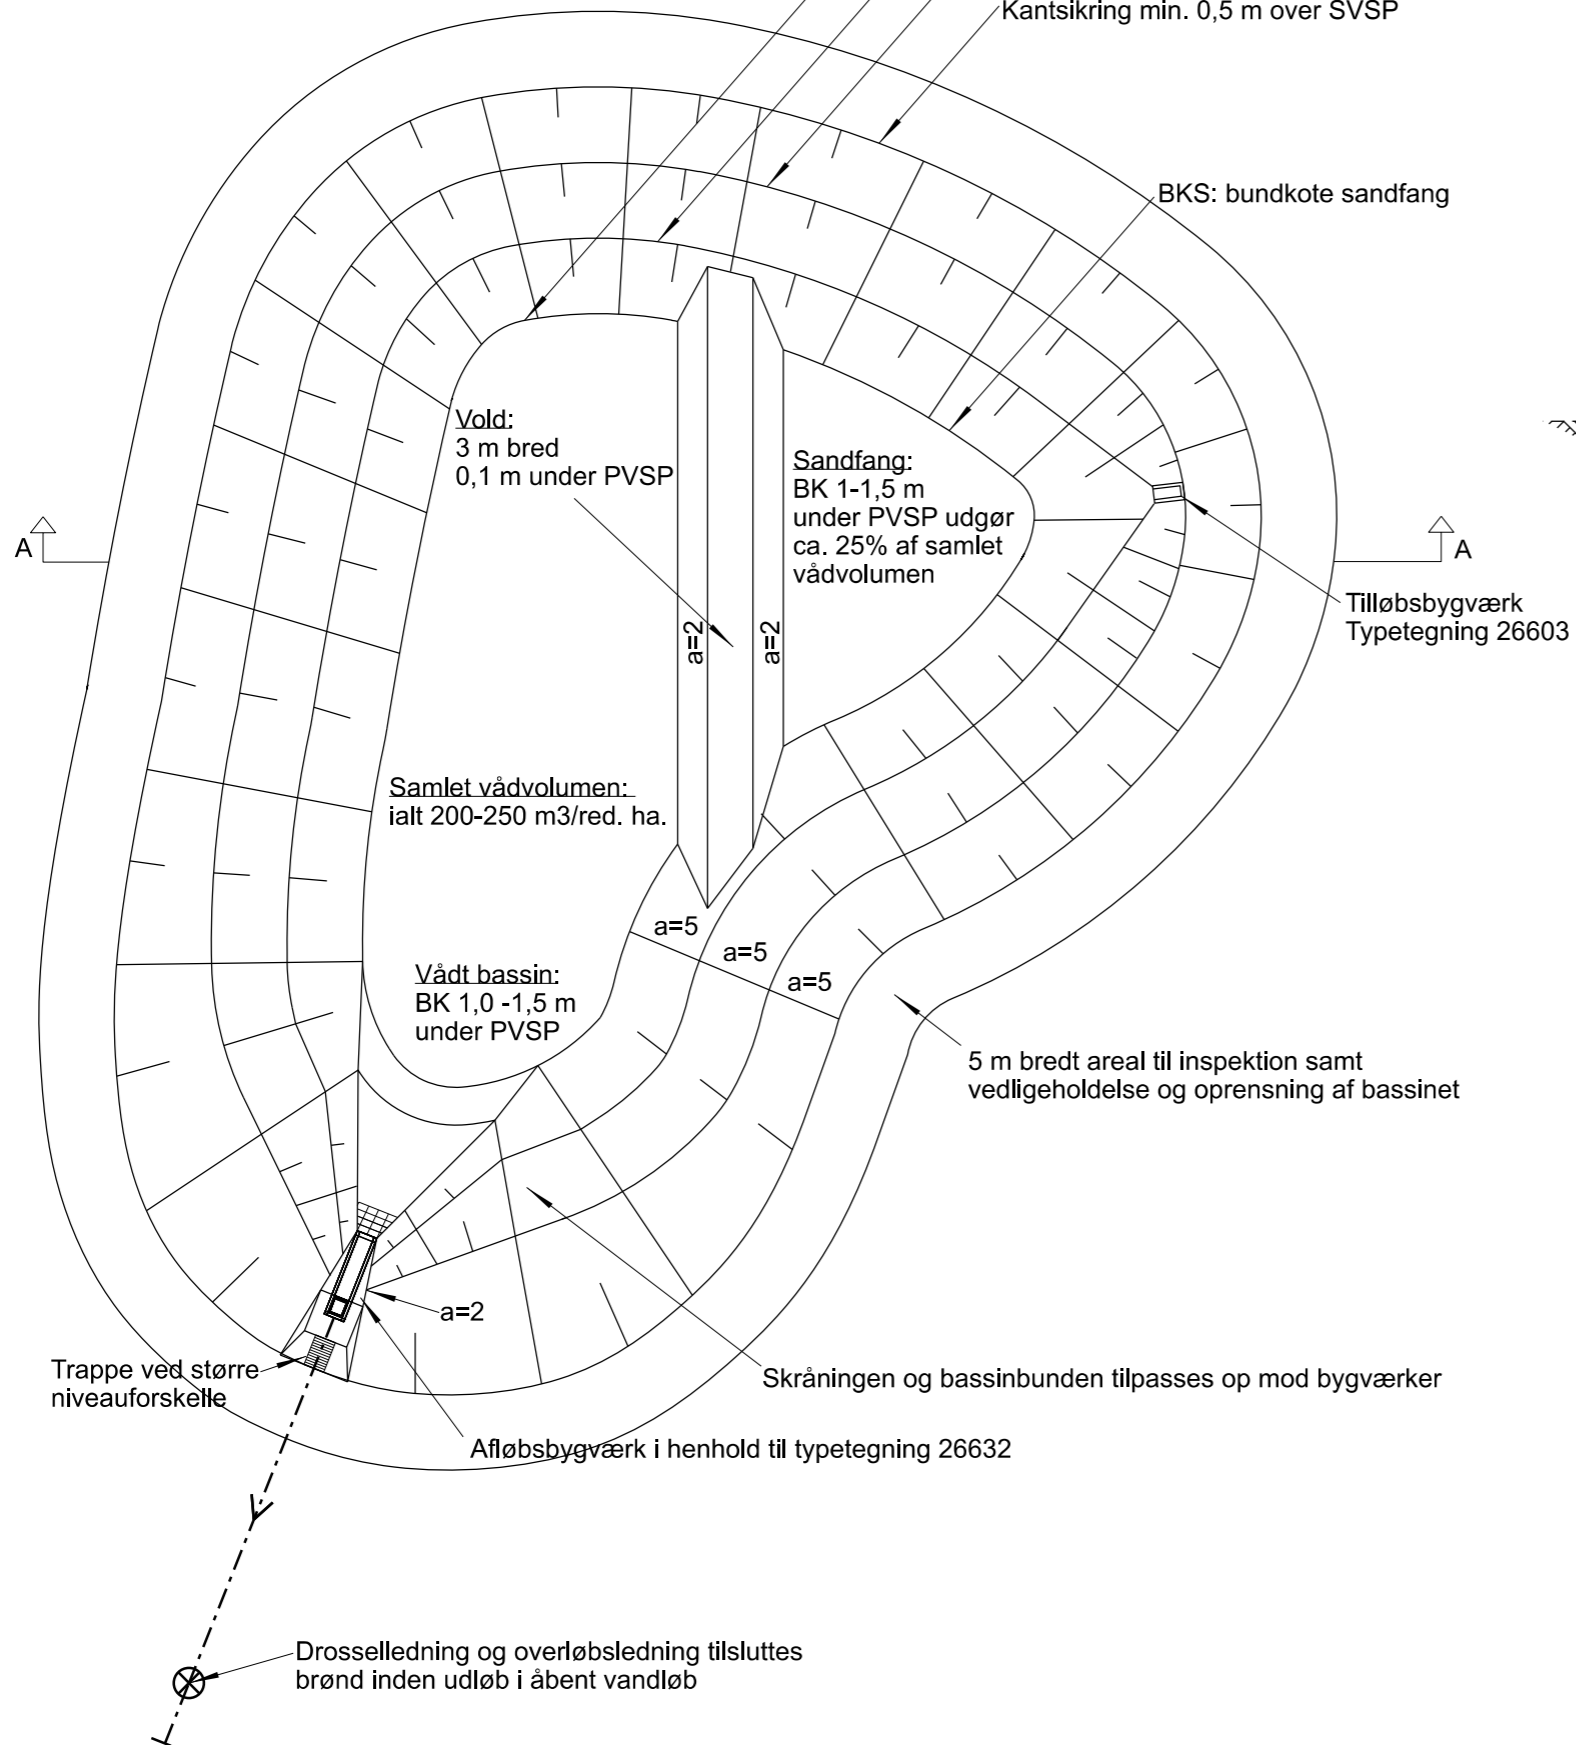 Kantsikring min. 0,5 m over SVSP
BKS: bundkote sandfang
Vold:
3 m bred
0,1 m under PVSP
Sandfang:
BK 1-1,5 m
under PVSP udgør
ca. 25% af samlet
vådvolumen
A
A
Tilløbsbygværk
Typetegning 26603
a=2
a=2
Samlet vådvolumen:
ialt 200-250 m3/red. ha.
a=5
a=5
a=5
Vådt bassin:
BK 1,0 -1,5 m
under PVSP
5 m bredt areal til inspektion samt
vedligeholdelse og oprensning af bassinet
a=2
Trappe ved større
niveauforskelle
Skråningen og bassinbunden tilpasses op mod bygværker
Afløbsbygværk i henhold til typetegning 26632
Drosselledning og overløbsledning tilsluttes
brønd inden udløb i åbent vandløb